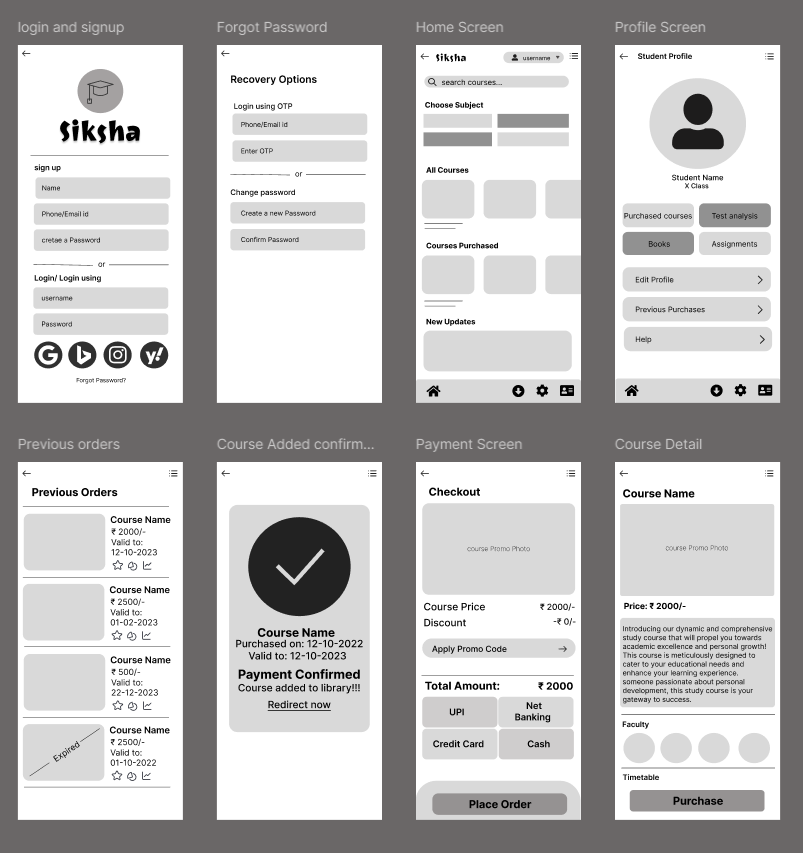 login and signup
Siksha
sign up
Name
Phone/Email id
cretae a Password
or
Login/ Login using
username
Password
Forgot Password?
Forgot Password
Recovery Options
Login using OTP
Phone/Email id
Enter OTP
or
Change password
Create a new Password
Confirm Password
Home Screen
Siksha
username
search courses...
Choose Subject
All Courses
Courses Purchased
New Updates
Profile Screen
Student Profile
Student Name
X Class
Purchased courses
Test analysis
Books
Assignments
Edit Profile
Previous Purchases
Help
Previous orders
Previous Orders
Course Name
₹ 2000/-
Valid to:
12-10-2023
Course Name
₹ 2500/-
Valid to:
01-02-2023
Course Name
₹ 500/-
Valid to:
22-12-2023
Expired
Course Name
₹ 2500/-
Valid to:
01-10-2022
Course Added confirm...
Course Name
Purchased on: 12-10-2022
Valid to: 12-10-2023
Payment Confirmed
Course added to library!!!
Redirect now
Payment Screen
Checkout
course Promo Photo
Course Price ₹ 2000/-
Discount -₹ 0/-
Apply Promo Code
Total Amount: ₹ 2000
UPI
Net
Banking
Credit Card
Cash
Place Order
Course Detail
Course Name
course Promo Photo
Price: ₹ 2000/-
Introducing our dynamic and comprehensive
study course that will propel you towards
academic excellence and personal growth!
This course is meticulously designed to
cater to your educational needs and
enhance your learning experience.
someone passionate about personal
development, this study course is your
gateway to success.
Faculty
Timetable
Purchase